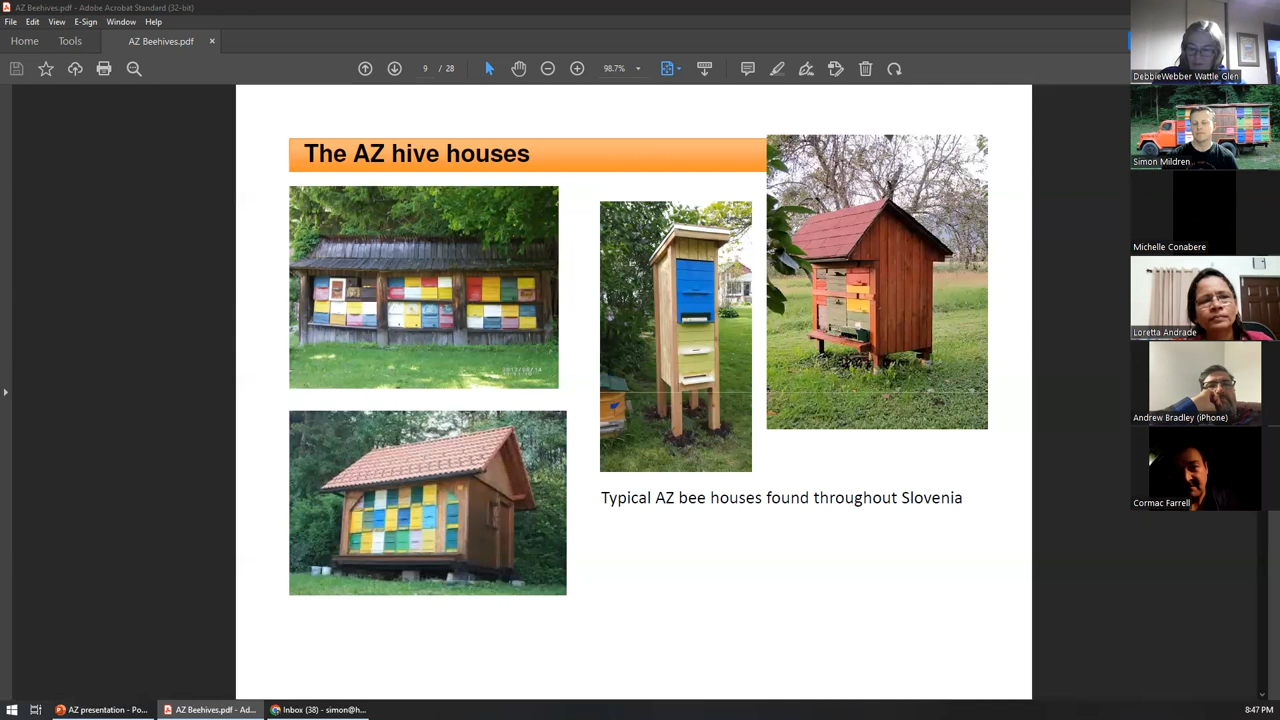 AZ Beehives.pdf - Adobe Acrobat Standard (32-bit)
File Edit View E-Sign Window Help
Home Tools AZ Beehives.pdf ×
9 / 28 98.7%
The AZ hive houses
Typical AZ bee houses found throughout Slovenia
DebbieWebber Wattle Glen
Simon Mildren
Michelle Conabere
Loretta Andrade
Andrew Bradley (iPhone)
Cormac Farrell
AZ presentation - Po... AZ Beehives.pdf - Ad... Inbox (38) - simon@h... 8:47 PM